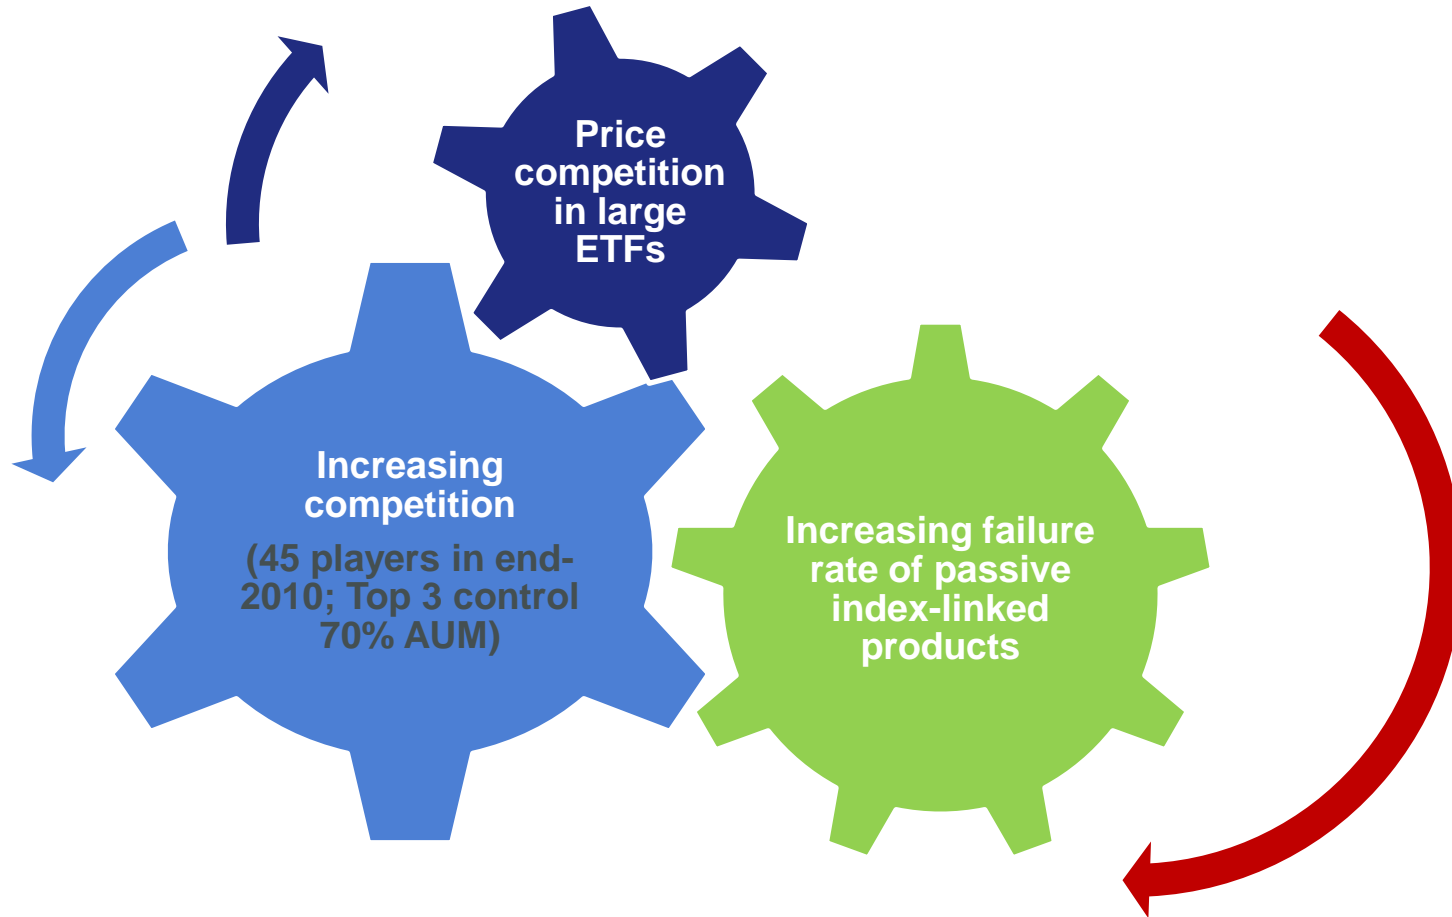 Price
competition
in large
ETFs
Increasing
competition
(45 players in end-
2010; Top 3 control
70% AUM)
Increasing failure
rate of passive
index-linked
products